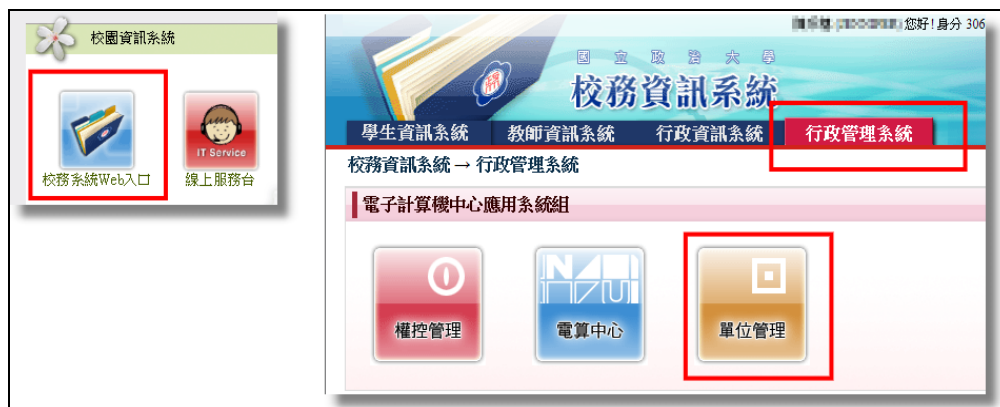 校園資訊系統
IT Service
校務系統Web入口
線上服務台
您好!身分 306
國立政治大學
校務資訊系統
學生資訊系統 教師資訊系統 行政資訊系統 行政管理系統
校務資訊系統 → 行政管理系統
電子計算機中心應用系統組
權控管理
電算中心
單位管理